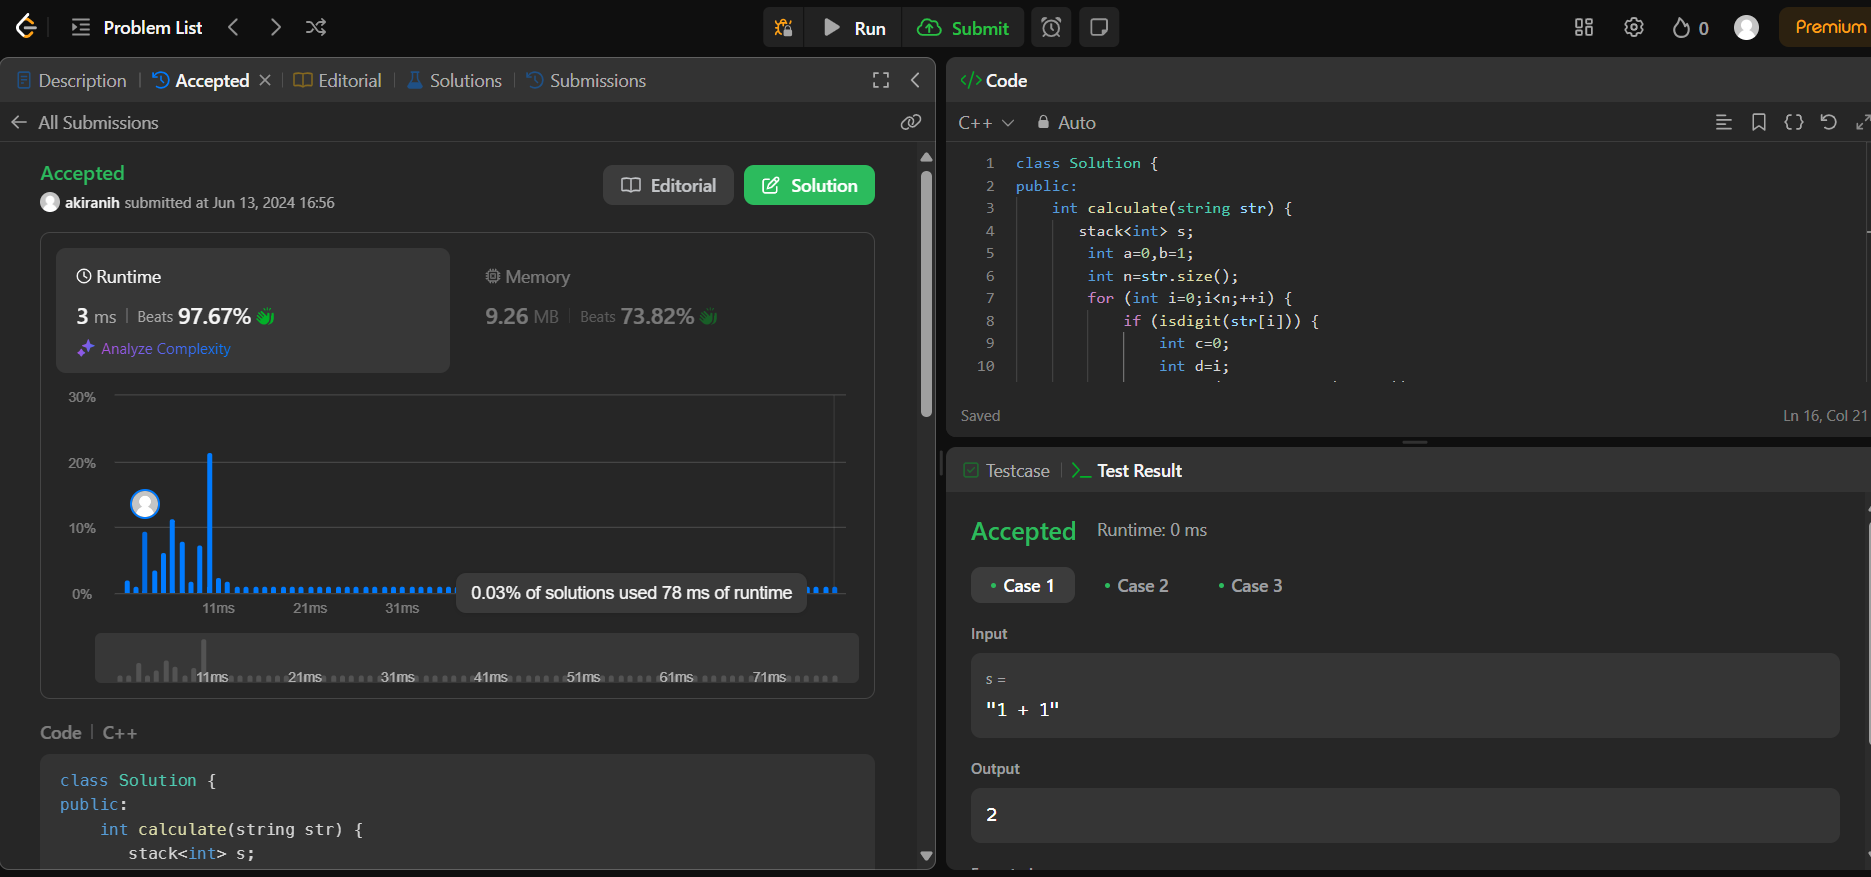 Problem List
Run
Submit
0
Premium
Description
Accepted
Editorial
Solutions
Submissions
All Submissions
Accepted
akiranih submitted at Jun 13, 2024 16:56
Editorial
Solution
Runtime
3 ms | Beats 97.67%
Analyze Complexity
Memory
9.26 MB | Beats 73.82%
30%
20%
10%
0%
11ms 21ms 31ms
0.03% of solutions used 78 ms of runtime
11ms 21ms 31ms 41ms 51ms 61ms 71ms
Code | C++
class Solution {
public:
    int calculate(string str) {
       stack<int> s;
</> Code
C++
Auto
1 class Solution {
2 public:
3     int calculate(string str) {
4        stack<int> s;
5         int a=0,b=1;
6         int n=str.size();
7         for (int i=0;i<n;++i) {
8             if (isdigit(str[i])) {
9                 int c=0;
10                 int d=i;
Saved
Ln 16, Col 21
Testcase
Test Result
Accepted
Runtime: 0 ms
Case 1
Case 2
Case 3
Input
s =
"1 + 1"
Output
2